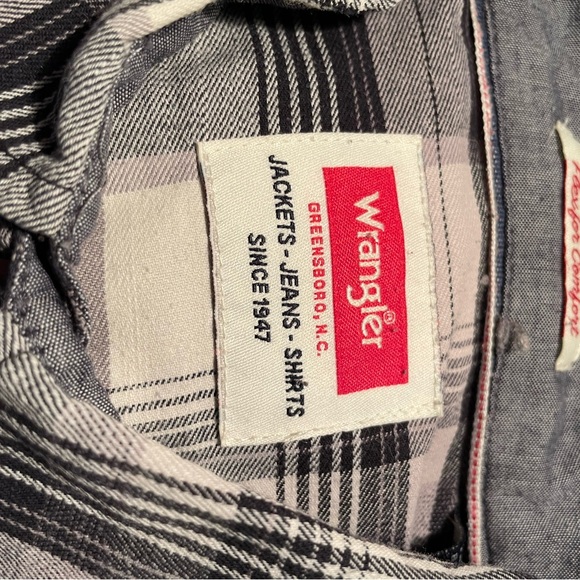 Wrangler®
GREENSBORO, N.C.
JACKETS - JEANS - SHIRTS
SINCE 1947